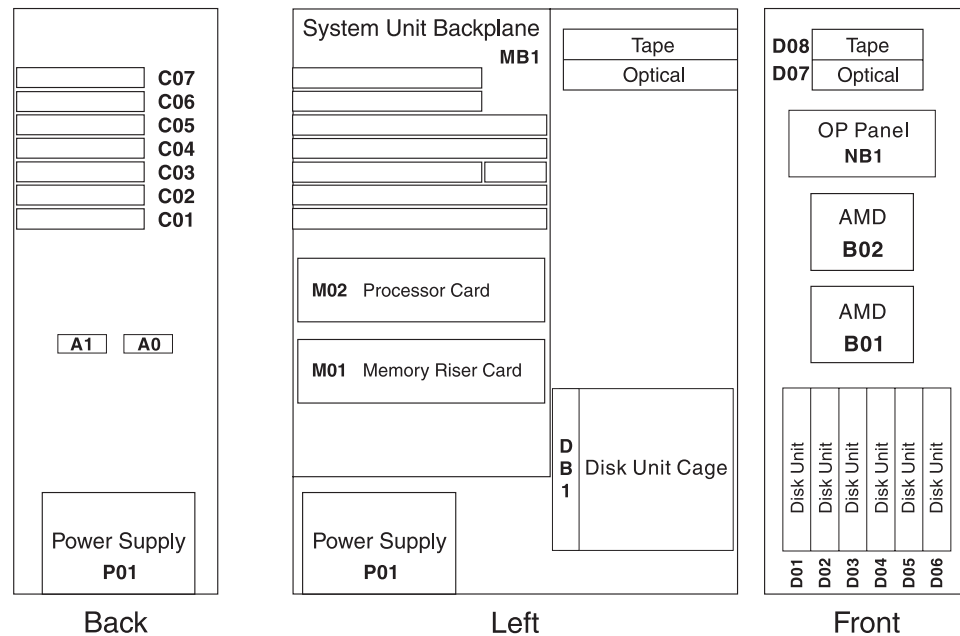 C07
C06
C05
C04
C03
C02
C01
A1 A0
Power Supply
P01
Back
System Unit Backplane
MB1
Tape
Optical
M02 Processor Card
M01 Memory Riser Card
D
B
1
Disk Unit Cage
Power Supply
P01
Left
D08 Tape
D07 Optical
OP Panel
NB1
AMD
B02
AMD
B01
Disk Unit
Disk Unit
Disk Unit
Disk Unit
Disk Unit
Disk Unit
D01
D02
D03
D04
D05
D06
Front